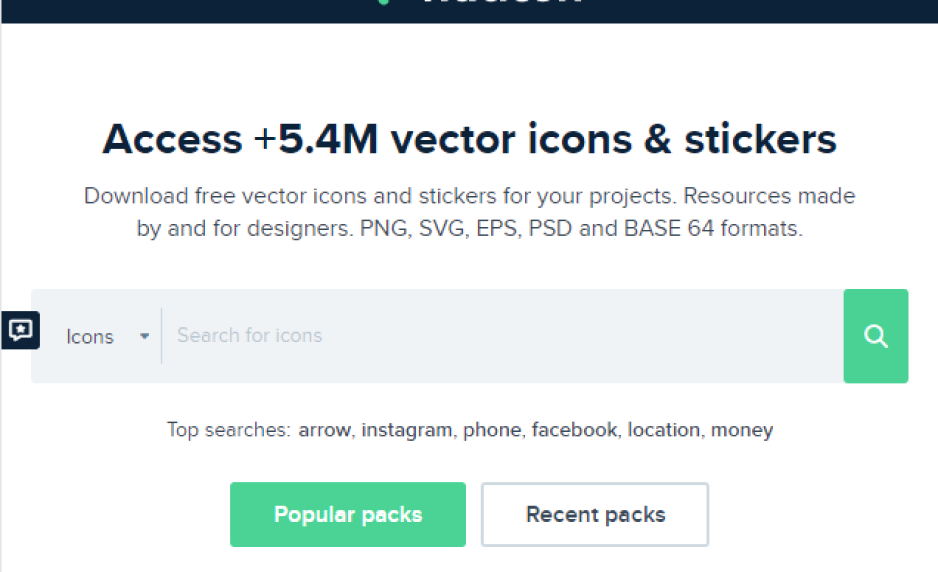 Access +5.4M vector icons & stickers
Download free vector icons and stickers for your projects. Resources made
by and for designers. PNG, SVG, EPS, PSD and BASE 64 formats.
Icons
Search for icons
Top searches: arrow, instagram, phone, facebook, location, money
Popular packs
Recent packs